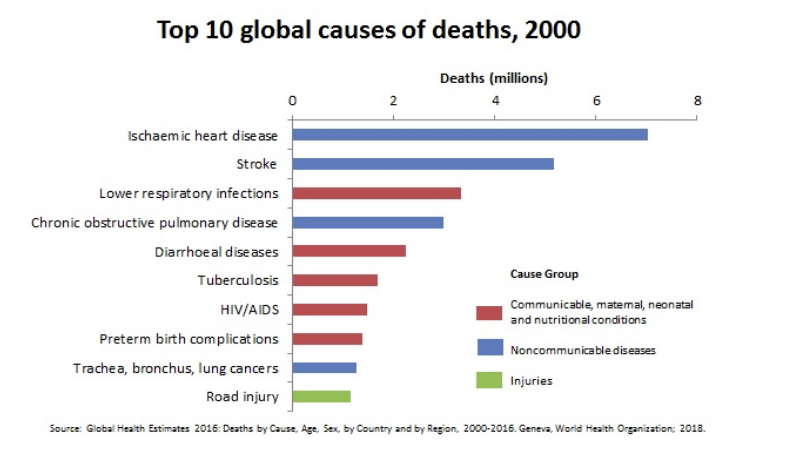 Top 10 global causes of deaths, 2000
Deaths (millions)
0 2 4 6 8
Ischaemic heart disease
Stroke
Lower respiratory infections
Chronic obstructive pulmonary disease
Diarrhoeal diseases
Tuberculosis
HIV/AIDS
Preterm birth complications
Trachea, bronchus, lung cancers
Road injury
Cause Group
Communicable, maternal, neonatal
and nutritional conditions
Noncommunicable diseases
Injuries
Source: Global Health Estimates 2016: Deaths by Cause, Age, Sex, by Country and by Region, 2000-2016. Geneva, World Health Organization; 2018.